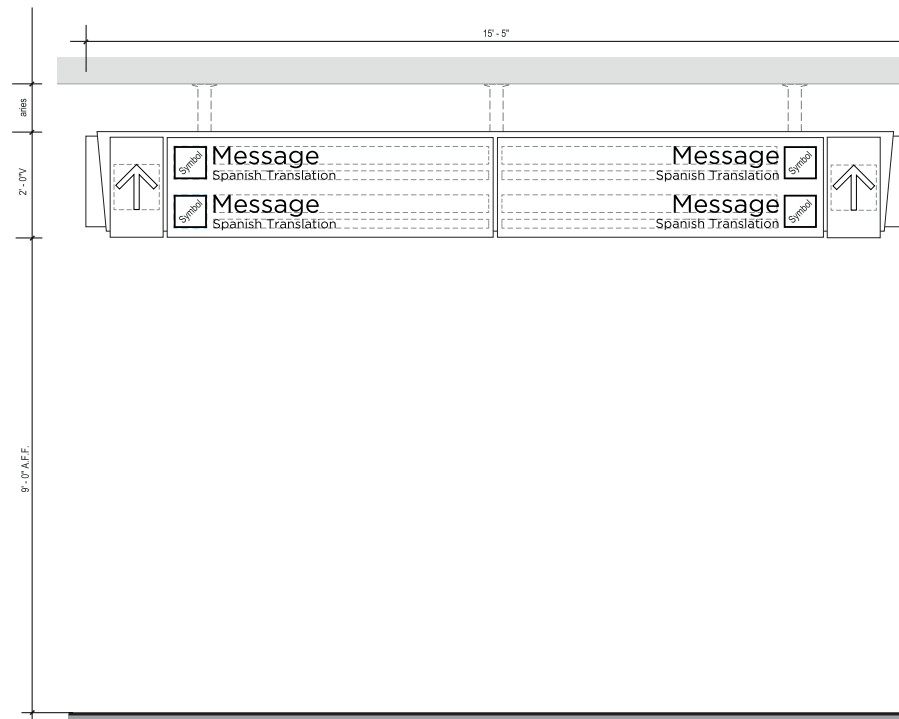 15' - 5"
aries
2' - 0"V
Symbol Message
Spanish Translation
Symbol Message
Spanish Translation
Message Symbol
Spanish Translation
Message Symbol
Spanish Translation
9' - 0" A.F.F.